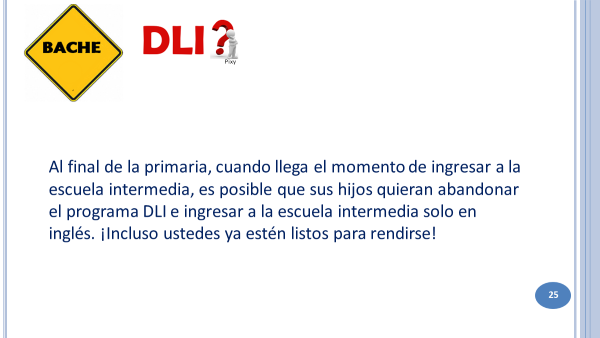 BACHE
DLI?
Pixy
Al final de la primaria, cuando llega el momento de ingresar a la
escuela intermedia, es posible que sus hijos quieran abandonar
el programa DLI e ingresar a la escuela intermedia solo en
inglés. ¡Incluso ustedes ya estén listos para rendirse!
25